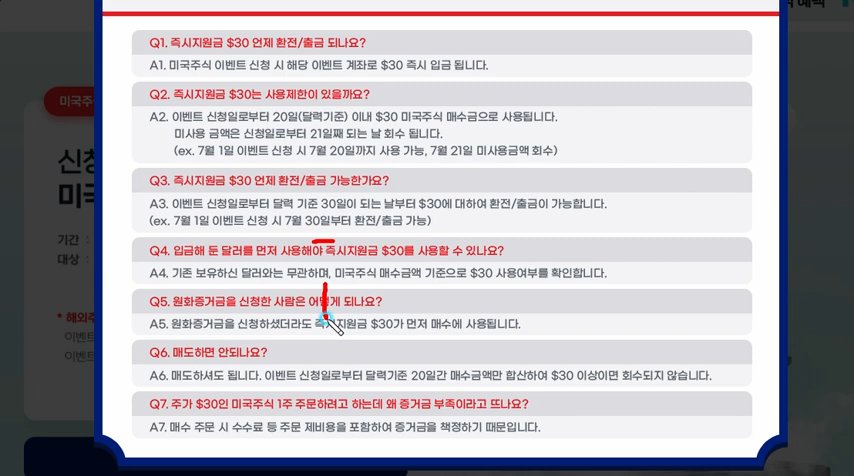 혜택
Q1. 즉시지원금 $30 언제 환전/출금 되나요?
A1. 미국주식 이벤트 신청 시 해당 이벤트 계좌로 $30 즉시 입금 됩니다.
Q2. 즉시지원금 $30는 사용제한이 있을까요?
A2. 이벤트 신청일로부터 20일(달력기준) 이내 $30 미국주식 매수금으로 사용됩니다.
미사용 금액은 신청일로부터 21일째 되는 날 회수 됩니다.
(ex. 7월 1일 이벤트 신청 시 7월 20일까지 사용 가능, 7월 21일 미사용금액 회수)
미국주
Q3. 즉시지원금 $30 언제 환전/출금 가능한가요?
A3. 이벤트 신청일로부터 달력 기준 30일이 되는 날부터 $30에 대하여 환전/출금이 가능합니다.
(ex. 7월 1일 이벤트 신청 시 7월 30일부터 환전/출금 가능)
신청
미국
기간 :
대상 :
Q4. 입금해 둔 달러를 먼저 사용해야 즉시지원금 $30를 사용할 수 있나요?
A4. 기존 보유하신 달러와는 무관하며, 미국주식 매수금액 기준으로 $30 사용여부를 확인합니다.
Q5. 원화증거금을 신청한 사람은 어떻게 되나요?
A5. 원화증거금을 신청하셨더라도 즉시지원금 $30가 먼저 매수에 사용됩니다.
* 해외주
이벤트
이벤트
Q6. 매도하면 안되나요?
A6. 매도하셔도 됩니다. 이벤트 신청일로부터 달력기준 20일간 매수금액만 합산하여 $30 이상이면 회수되지 않습니다.
Q7. 주가 $30인 미국주식 1주 주문하려고 하는데 왜 증거금 부족이라고 뜨나요?
A7. 매수 주문 시 수수료 등 주문 제비용을 포함하여 증거금을 책정하기 때문입니다.